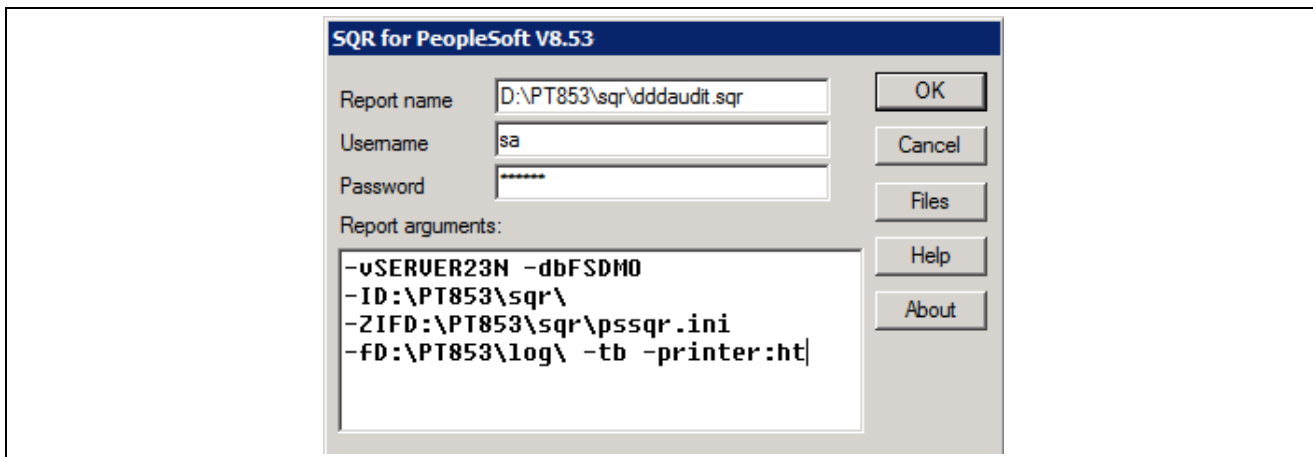 SQR for PeopleSoft V8.53
Report name D:\PT853\sqr\dddaudit.sqr OK
Username sa Cancel
Password ****** Files
Report arguments:
-vSERVER23N -dbFSDMO Help
-ID:\PT853\sqr\
-ZIFD:\PT853\sqr\pssqr.ini About
-fD:\PT853\log\ -tb -printer:ht